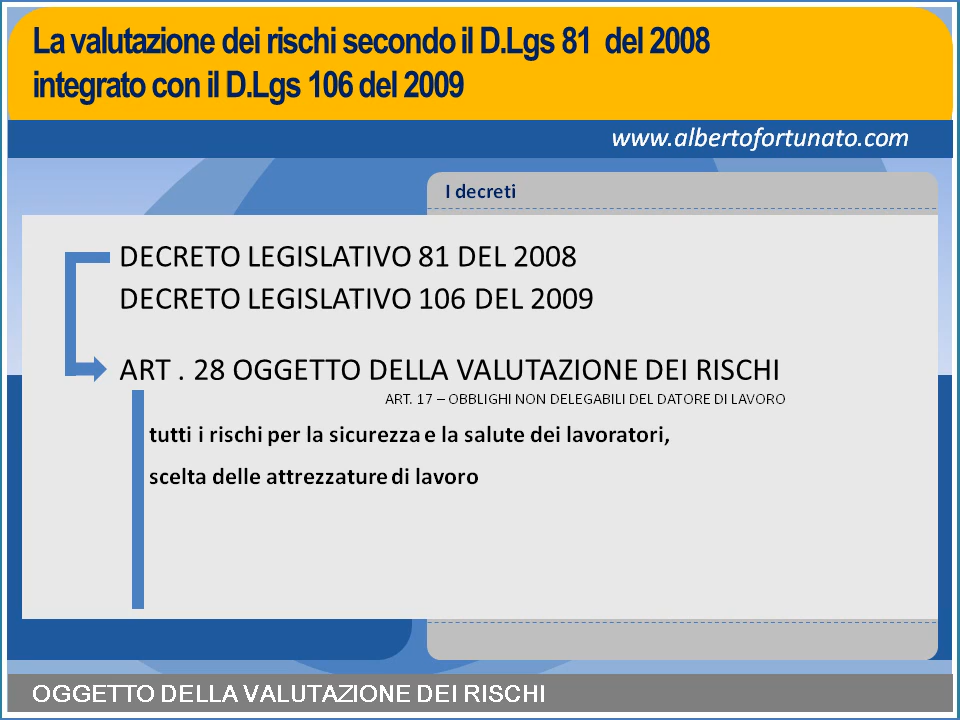 La valutazione dei rischi secondo il D.Lgs 81 del 2008
integrato con il D.Lgs 106 del 2009
www.albertofortunato.com
I decreti
DECRETO LEGISLATIVO 81 DEL 2008
DECRETO LEGISLATIVO 106 DEL 2009
ART . 28 OGGETTO DELLA VALUTAZIONE DEI RISCHI
ART. 17 – OBBLIGHI NON DELEGABILI DEL DATORE DI LAVORO
tutti i rischi per la sicurezza e la salute dei lavoratori,
scelta delle attrezzature di lavoro
OGGETTO DELLA VALUTAZIONE DEI RISCHI